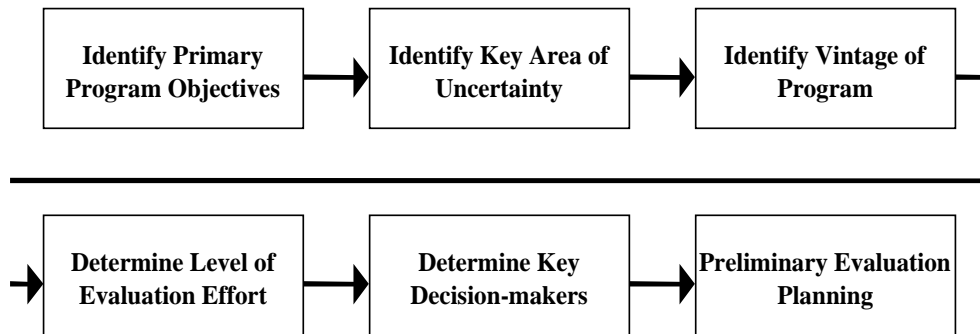 Identify Primary
Program Objectives
Identify Key Area of
Uncertainty
Identify Vintage of
Program
Determine Level of
Evaluation Effort
Determine Key
Decision-makers
Preliminary Evaluation
Planning